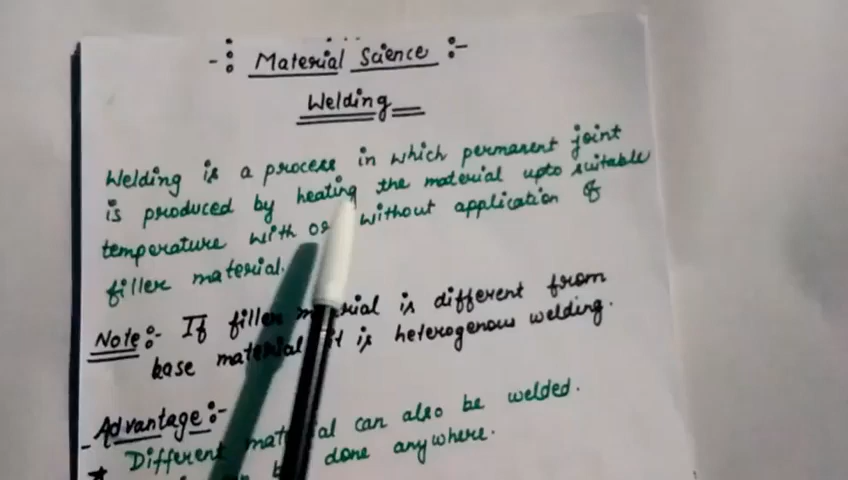 -: Material Science :-
Welding
Welding is a process in which permanent joint
is produced by heating the material upto suitable
temperature with or without application of
filler material.
Note:- If filler material is different from
base material it is heterogenous welding.
Advantage:-
* Different material can also be welded.
done anywhere.